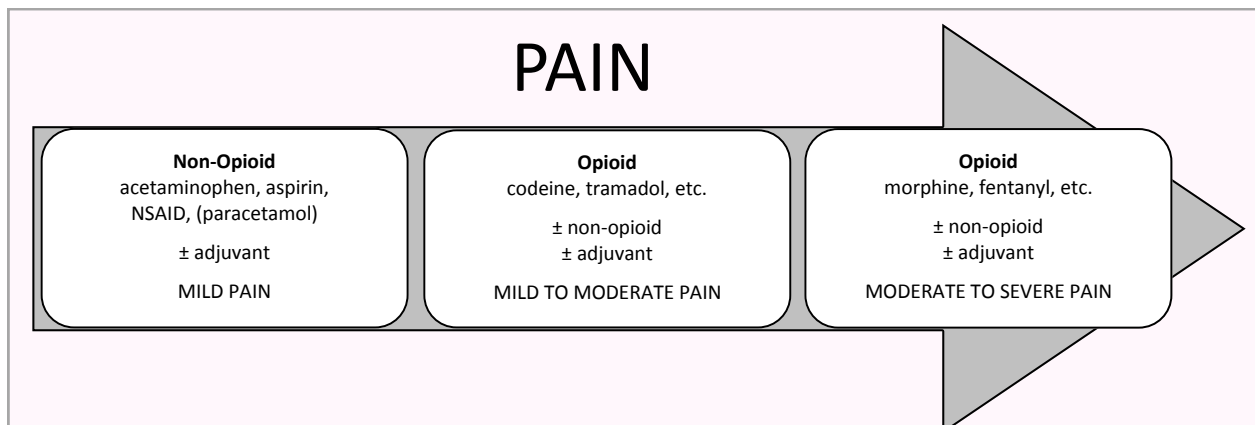 PAIN
Non-Opioid
acetaminophen, aspirin,
NSAID, (paracetamol)
± adjuvant
MILD PAIN
Opioid
codeine, tramadol, etc.
± non-opioid
± adjuvant
MILD TO MODERATE PAIN
Opioid
morphine, fentanyl, etc.
± non-opioid
± adjuvant
MODERATE TO SEVERE PAIN